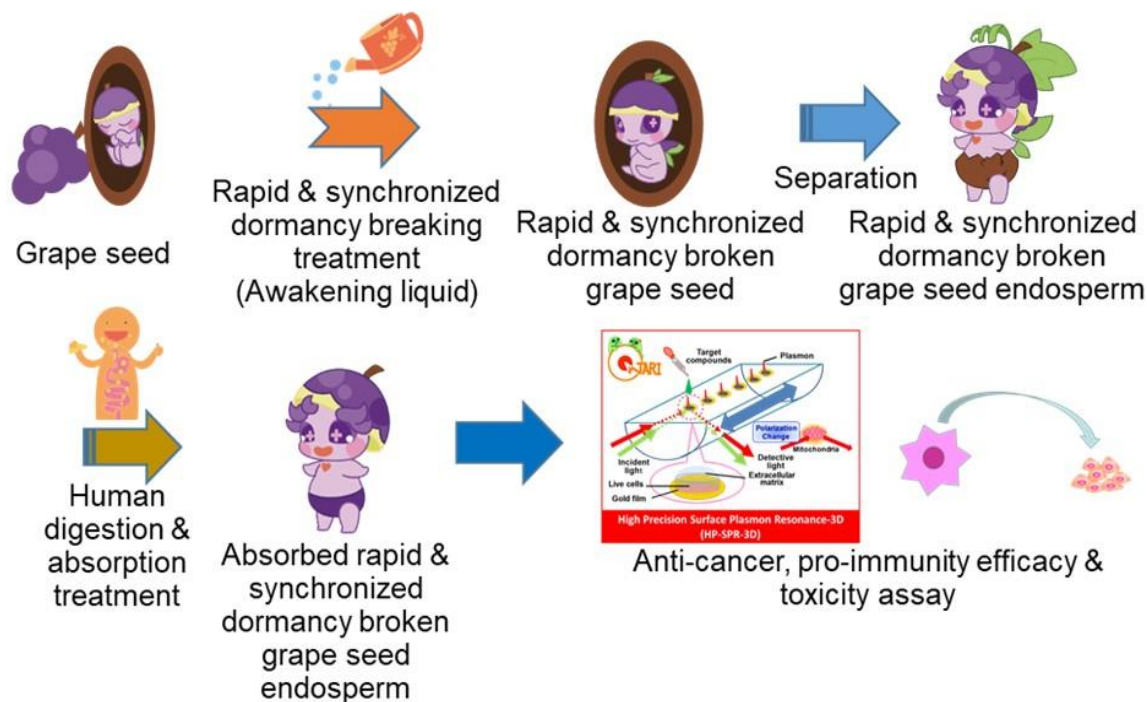 Grape seed
Rapid & synchronized
dormancy breaking
treatment
(Awakening liquid)
Rapid & synchronized
dormancy broken
grape seed
Separation
Rapid & synchronized
dormancy broken
grape seed endosperm
Human
digestion &
absorption
treatment
Absorbed rapid &
synchronized
dormancy broken
grape seed
endosperm
JARI
Target
compounds
Plasmon
Polarization
Change
Mitochondria
Incident
light
Detective
light
Extracellular
matrix
Live cells
Gold film
High Precision Surface Plasmon Resonance-3D
(HP-SPR-3D)
Anti-cancer, pro-immunity efficacy &
toxicity assay